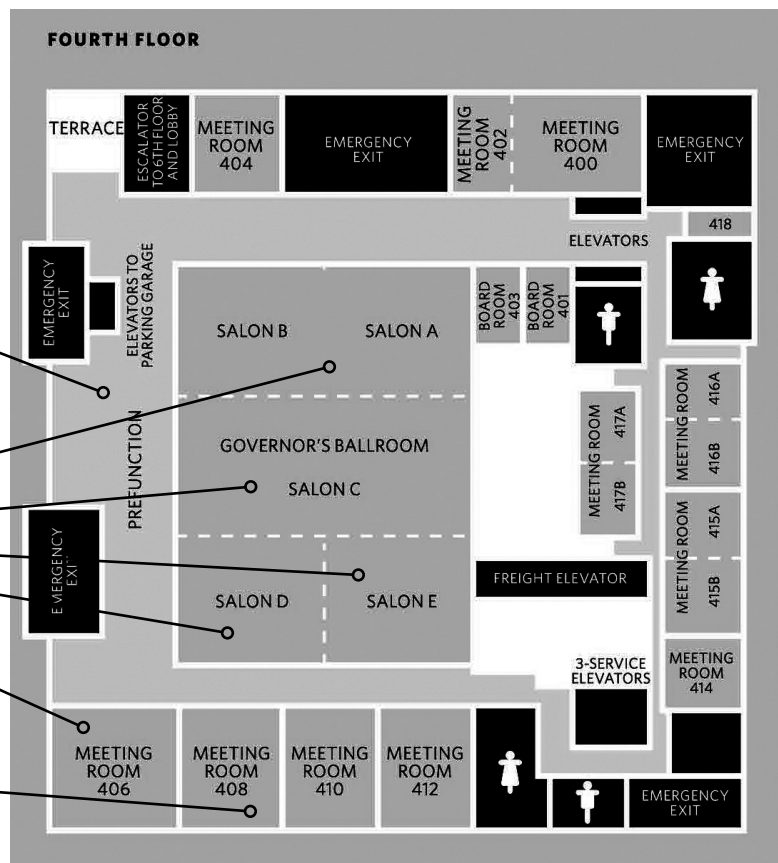 FOURTH FLOOR
TERRACE
ESCALATOR
TO 6TH FLOOR
AND LOBBY
MEETING
ROOM
404
EMERGENCY
EXIT
MEETING
ROOM
402
MEETING
ROOM
400
EMERGENCY
EXIT
418
ELEVATORS
EMERGENCY
EXIT
ELEVATORS TO
PARKING GARAGE
SALON B
SALON A
BOARD
ROOM
403
BOARD
ROOM
401
MEETING ROOM
416A
416B
MEETING ROOM
417A
417B
PREFUNCTION
GOVERNOR'S BALLROOM
SALON C
MEETING ROOM
415A
415B
EMERGENCY
EXIT
SALON D
SALON E
FREIGHT ELEVATOR
3-SERVICE
ELEVATORS
MEETING
ROOM
414
MEETING
ROOM
406
MEETING
ROOM
408
MEETING
ROOM
410
MEETING
ROOM
412
EMERGENCY
EXIT